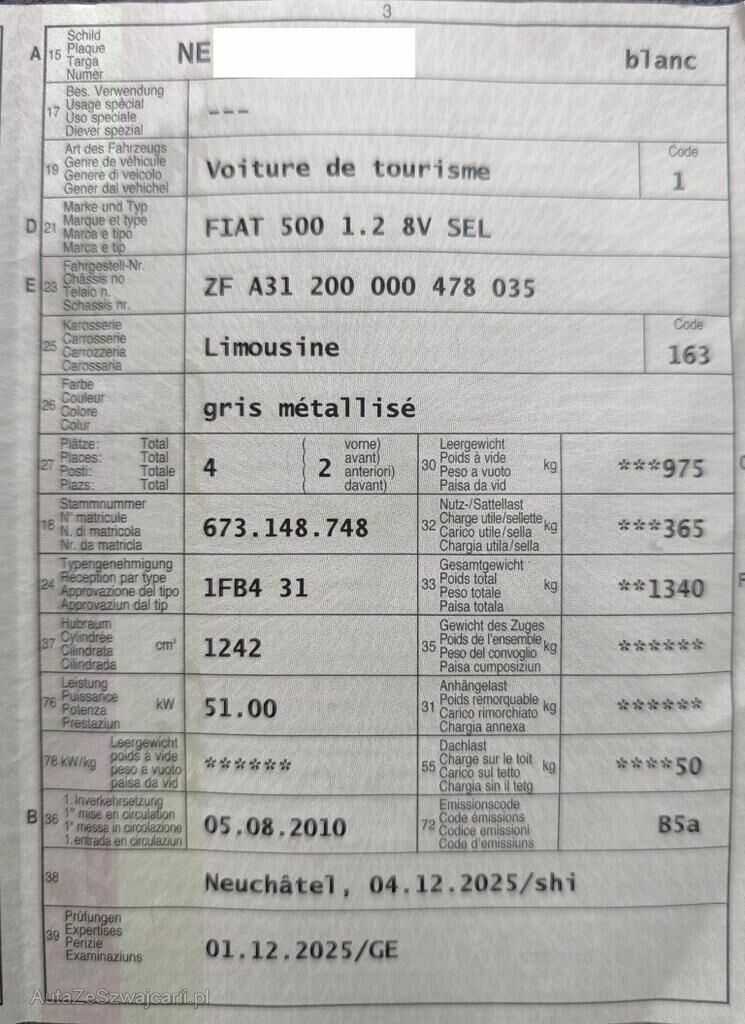 3
A 15 Schild
Plaque
Targa
Numer
NE
blanc
17 Bes. Verwendung
Usage spécial
Uso speciale
Diever spezial
---
19 Art des Fahrzeugs
Genre de véhicule
Genere di veicolo
Gener dal vehichel
Voiture de tourisme
Code
1
D 21 Marke und Typ
Marque et type
Marca e tipo
Marca e tip
FIAT 500 1.2 8V SEL
E 23 Fahrgestell-Nr.
Châssis no
Telaio n.
Schassis nr.
ZF A31 200 000 478 035
25 Karosserie
Carrosserie
Carrozzeria
Carossaria
Limousine
Code
163
26 Farbe
Couleur
Colore
Colur
gris métallisé
27 Plätze: Total
Places: Total
Posti: Totale
Plazs: Total
4
( vorne)
( avant)
( anteriori)
( davant)
2
30 Leergewicht
Poids à vide
Peso a vuoto
Paisa da vid
kg
***975
18 Stammnummer
N° matricule
N. di matricola
Nr. da matricla
673.148.748
32 Nutz-/Sattellast
Charge utile/sellette
Carico utile/sella
Chargia utila/sella
kg
***365
24 Typengenehmigung
Réception par type
Approvazione del tipo
Approvaziun dal tip
1FB4 31
33 Gesamtgewicht
Poids total
Peso totale
Paisa totala
kg
**1340
37 Hubraum
Cylindrée
Cilindrata
Cilindrada
cm³
1242
35 Gewicht des Zuges
Poids de l'ensemble
Peso del convoglio
Paisa cumposiziun
kg
******
76 Leistung
Puissance
Potenza
Prestaziun
kW
51.00
31 Anhängelast
Poids remorquable
Carico rimorchiato
Chargia annexa
kg
******
78 kW/kg Leergewicht
poids à vide
peso a vuoto
paisa da vid
******
55 Dachlast
Charge sur le toit
Carico sul tetto
Chargia sin il tetg
kg
****50
B 36 1. Inverkehrsetzung
1re mise en circulation
1a messa in circolazione
1. entrada en circulaziun
05.08.2010
72 Emissionscode
Code émissions
Codice emissioni
Code d'emissiuns
B5a
38
Neuchâtel, 04.12.2025/shi
39 Prüfungen
Expertises
Perizie
Examinaziuns
01.12.2025/GE
AutaZeSzwajcarii.pl